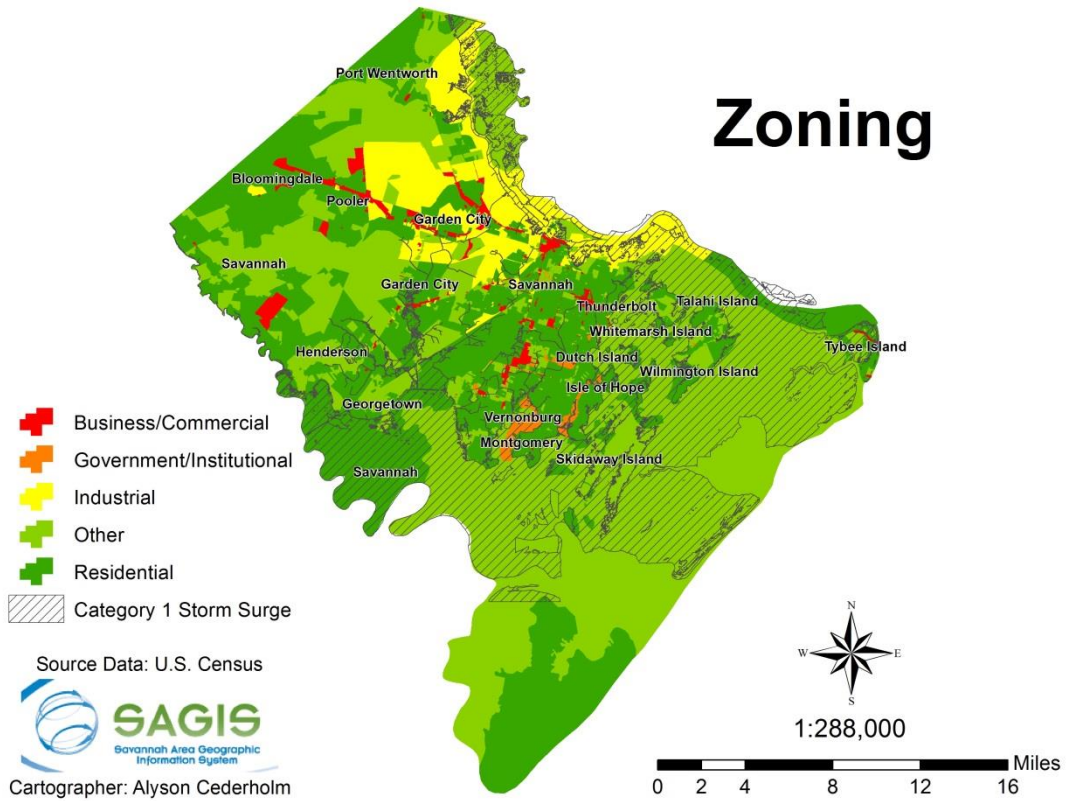 Zoning
Port Wentworth
Bloomingdale
Pooler
Garden City
Savannah
Garden City
Savannah
Thunderbolt
Talahi Island
Whitemarsh Island
Tybee Island
Henderson
Dutch Island
Wilmington Island
Isle of Hope
Georgetown
Vernonburg
Montgomery
Skidaway Island
Savannah
Business/Commercial
Government/Institutional
Industrial
Other
Residential
Category 1 Storm Surge
Source Data: U.S. Census
SAGIS
Savannah Area Geographic
Information System
Cartographer: Alyson Cederholm
N
W
E
S
1:288,000
Miles
0 2 4 8 12 16